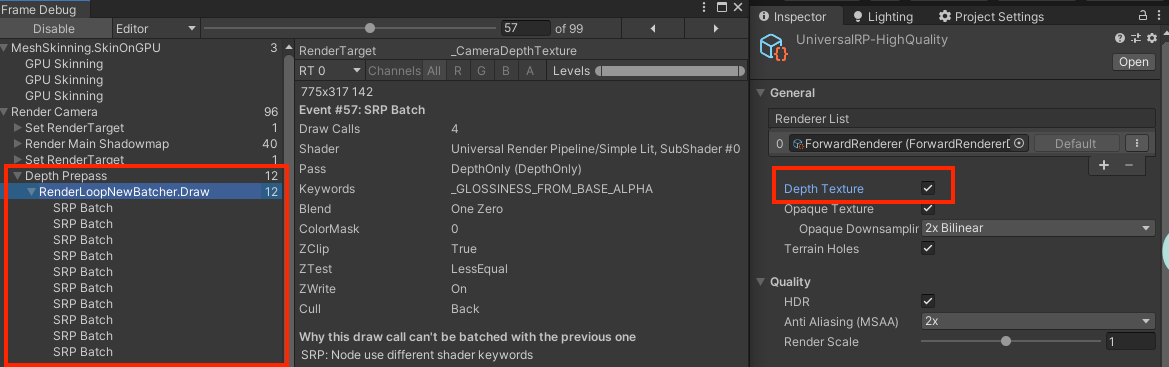 Frame Debug
Disable
Editor
57
of 99
MeshSkinning.SkinOnGPU 3
GPU Skinning
GPU Skinning
GPU Skinning
Render Camera 96
Set RenderTarget 1
Render Main Shadowmap 40
Set RenderTarget 1
Depth Prepass 12
RenderLoopNewBatcher.Draw 12
SRP Batch
SRP Batch
SRP Batch
SRP Batch
SRP Batch
SRP Batch
SRP Batch
SRP Batch
SRP Batch
SRP Batch
RenderTarget _CameraDepthTexture
RT 0 Channels All R G B A Levels
775x317 142
Event #57: SRP Batch
Draw Calls 4
Shader Universal Render Pipeline/Simple Lit, SubShader #0
Pass DepthOnly (DepthOnly)
Keywords _GLOSSINESS_FROM_BASE_ALPHA
Blend One Zero
ColorMask 0
ZClip True
ZTest LessEqual
ZWrite On
Cull Back
Why this draw call can't be batched with the previous one
SRP: Node use different shader keywords
Inspector Lighting Project Settings
UniversalRP-HighQuality
Open
General
Renderer List
0 ForwardRenderer (ForwardRendererD Default
Depth Texture
Opaque Texture
Opaque Downsamplir 2x Bilinear
Terrain Holes
Quality
HDR
Anti Aliasing (MSAA) 2x
Render Scale 1